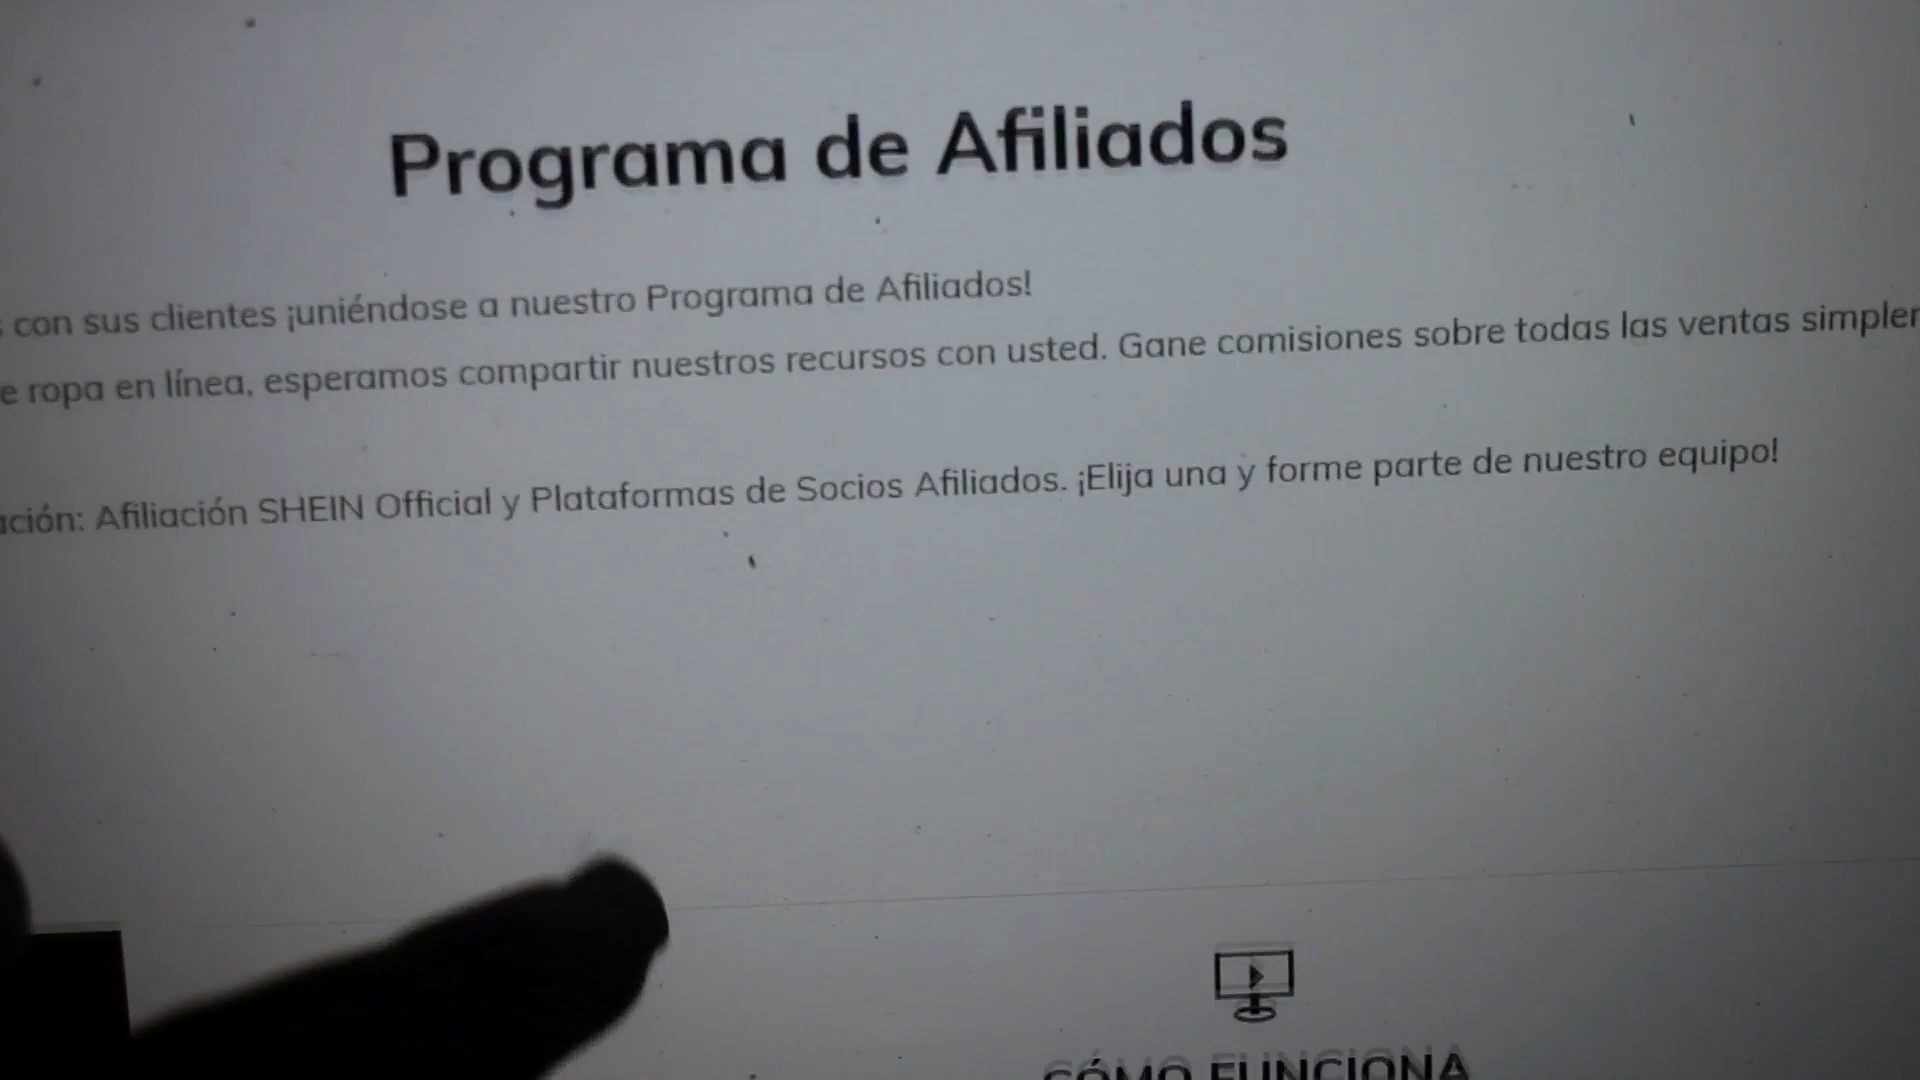 Programa de Afiliados
con sus clientes ¡uniéndose a nuestro Programa de Afiliados!
ropa en línea, esperamos compartir nuestros recursos con usted. Gane comisiones sobre todas las ventas
Afiliación SHEIN Official y Plataformas de Socios Afiliados. ¡Elija una y forme parte de nuestro equipo!
CÓMO FUNCIONA